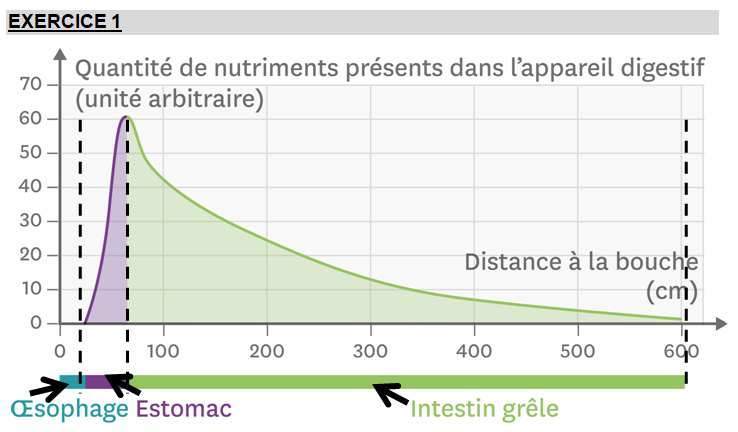 EXERCICE 1
Quantité de nutriments présents dans l'appareil digestif
(unité arbitraire)
70
60
50
40
30
20
10
0
Distance à la bouche
(cm)
0 100 200 300 400 500 600
Œsophage Estomac Intestin grêle